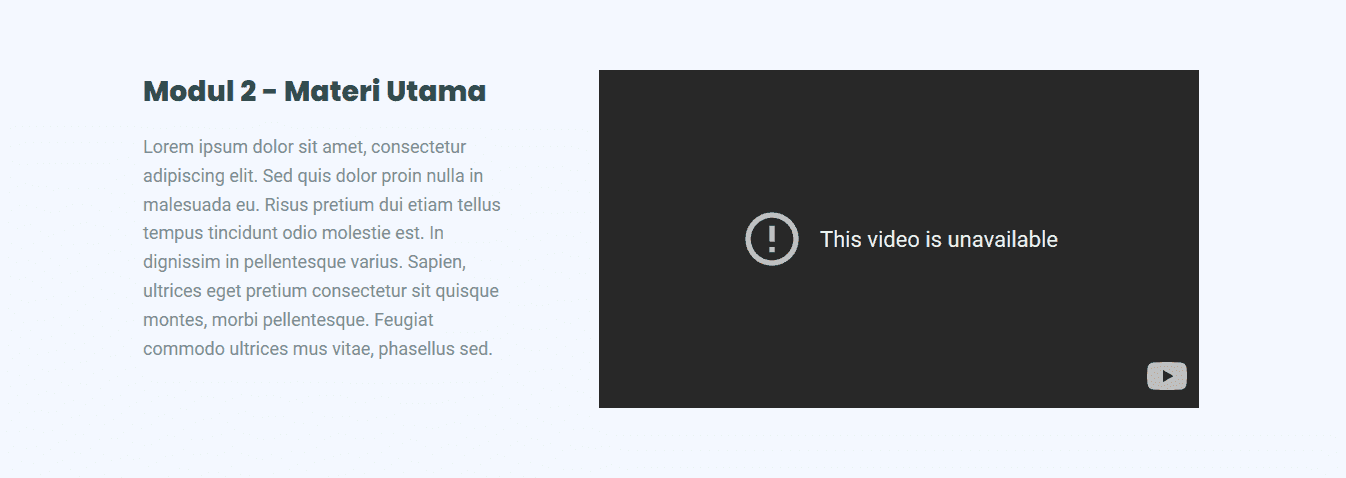 Modul 2 - Materi Utama
Lorem ipsum dolor sit amet, consectetur
adipiscing elit. Sed quis dolor proin nulla in
malesuada eu. Risus pretium dui etiam tellus
tempus tincidunt odio molestie est. In
dignissim in pellentesque varius. Sapien,
ultrices eget pretium consectetur sit quisque
montes, morbi pellentesque. Feugiat
commodo ultrices mus vitae, phasellus sed.
This video is unavailable